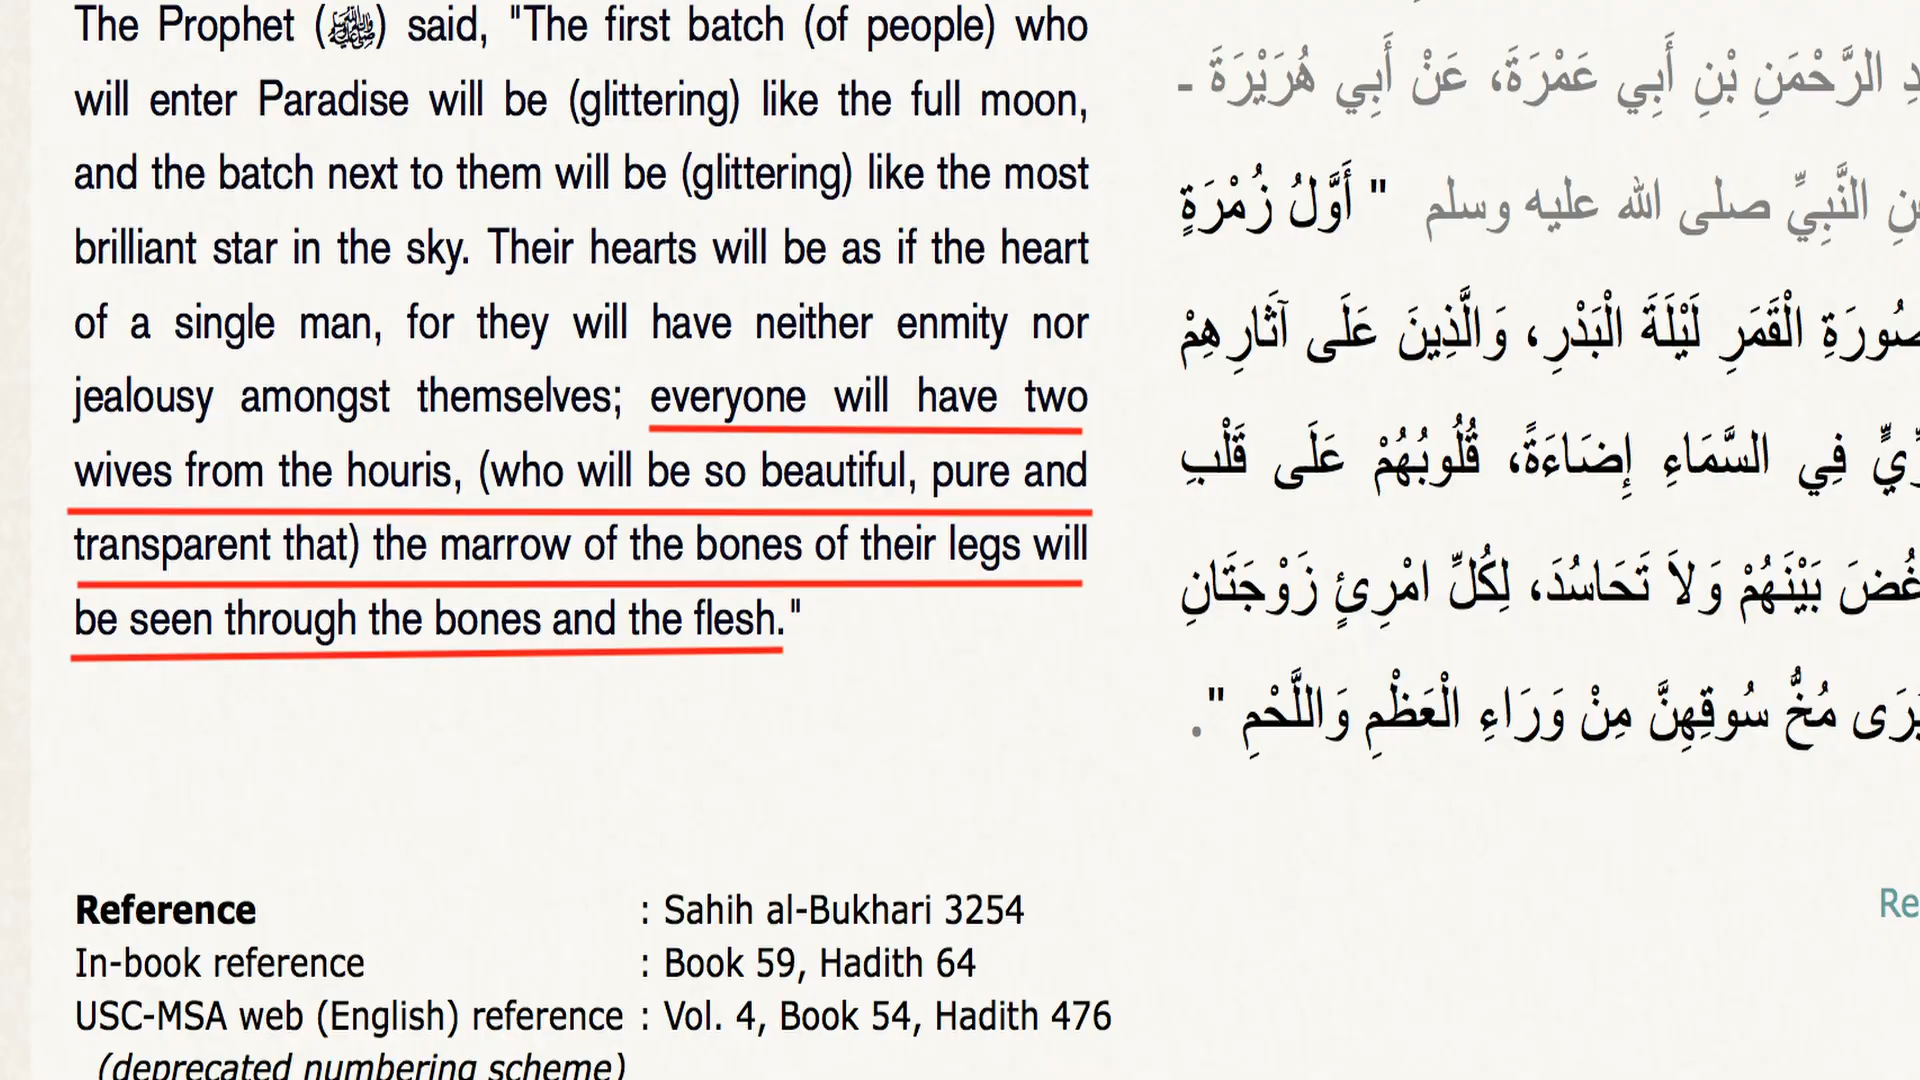 The Prophet (ﷺ) said, "The first batch (of people) who
will enter Paradise will be (glittering) like the full moon,
and the batch next to them will be (glittering) like the most
brilliant star in the sky. Their hearts will be as if the heart
of a single man, for they will have neither enmity nor
jealousy amongst themselves; everyone will have two
wives from the houris, (who will be so beautiful, pure and
transparent that) the marrow of the bones of their legs will
be seen through the bones and the flesh."
الرَّحْمَنِ بْنِ أَبِي عَمْرَةَ، عَنْ أَبِي هُرَيْرَةَ ـ
النَّبِيِّ صلى الله عليه وسلم " أَوَّلُ زُمْرَةٍ
صُورَةِ الْقَمَرِ لَيْلَةَ الْبَدْرِ، وَالَّذِينَ عَلَى آثَارِهِمْ
فِي السَّمَاءِ إِضَاءَةً، قُلُوبُهُمْ عَلَى قَلْبِ
بَيْنَهُمْ وَلاَ تَحَاسُدَ، لِكُلِّ امْرِئٍ زَوْجَتَانِ
يُرَى مُخُّ سُوقِهِنَّ مِنْ وَرَاءِ الْعَظْمِ وَاللَّحْمِ ".
Reference : Sahih al-Bukhari 3254
In-book reference : Book 59, Hadith 64
USC-MSA web (English) reference : Vol. 4, Book 54, Hadith 476
(deprecated numbering scheme)
Re